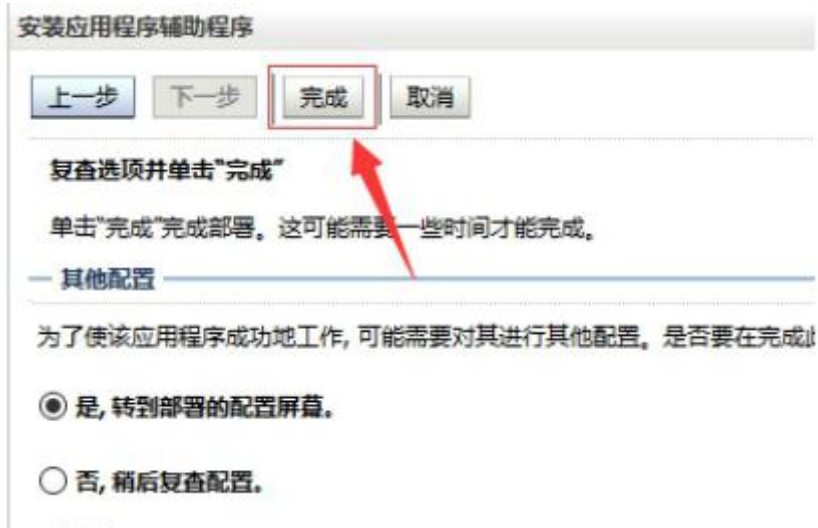 安装应用程序辅助程序
上一步 下一步 完成 取消
复查选项并单击“完成”
单击“完成”完成部署。这可能需要一些时间才能完成。
其他配置
为了使该应用程序成功地工作, 可能需要对其进行其他配置。是否要在完成
是, 转到部署的配置屏幕。
否, 稍后复查配置。